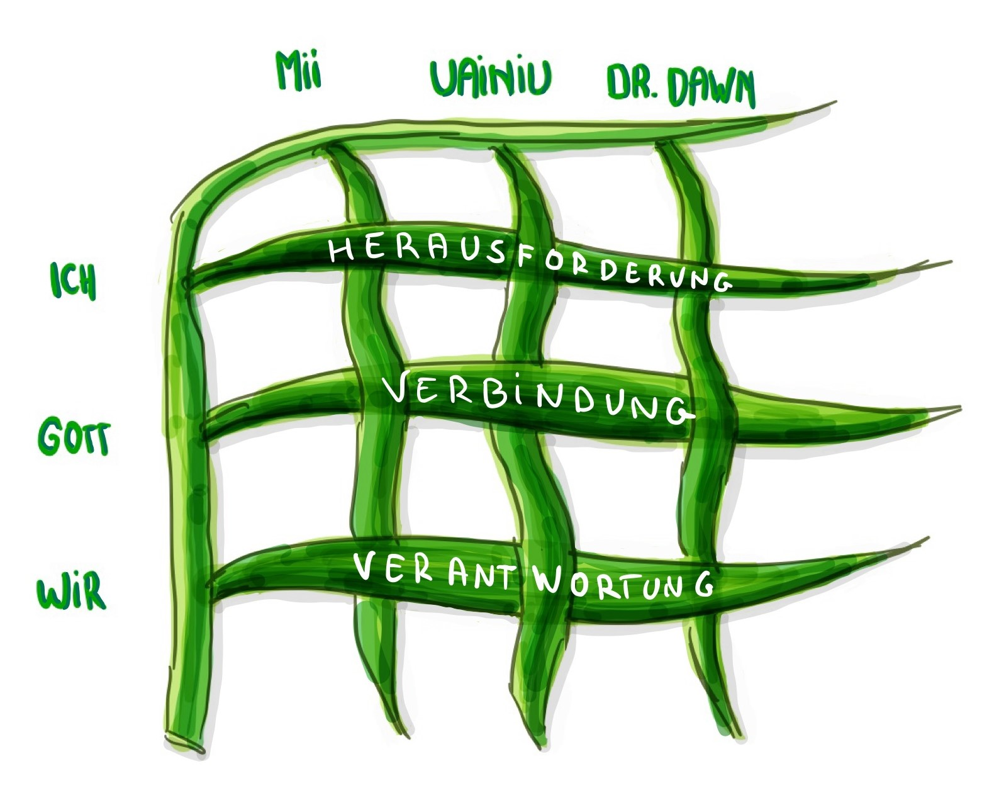 Mii UAiNiU DR. DAWN
ICH HERAUSFORDERUNG
GOTT VERBiNDUNG
WiR VERANTWORTUNG